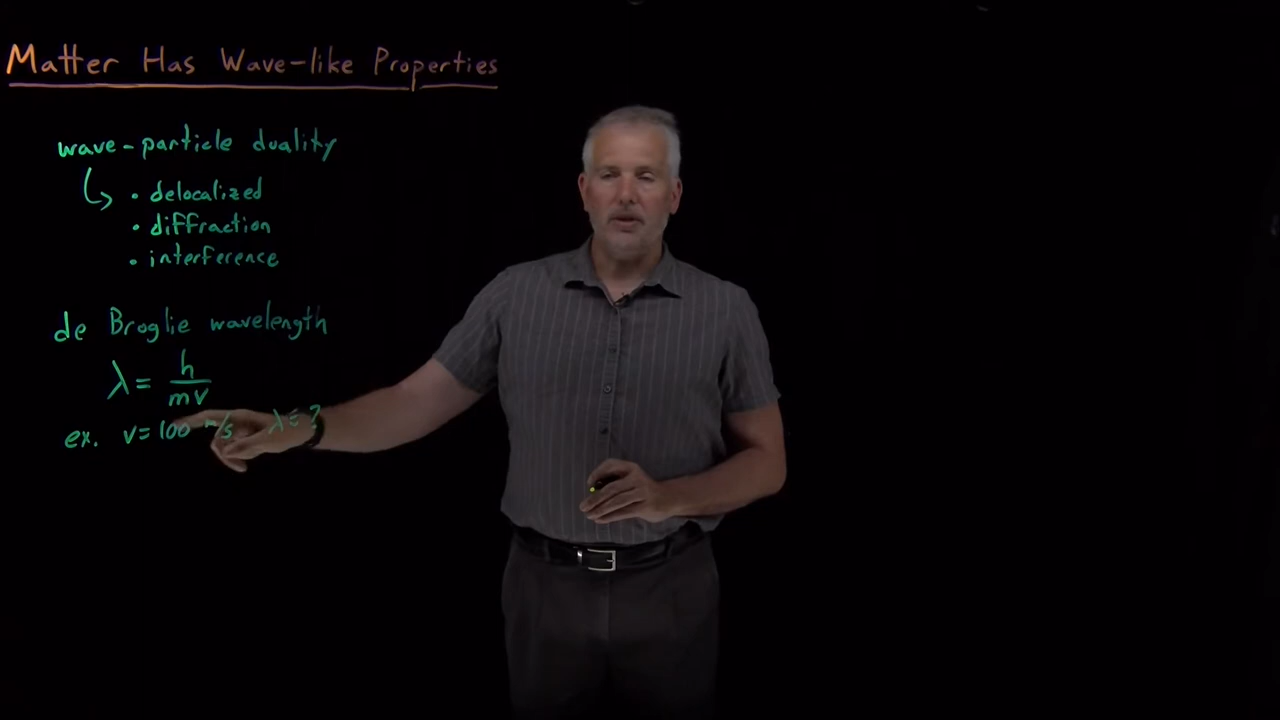 Matter Has Wave-like Properties
wave-particle duality
• delocalized
• diffraction
• interference
de Broglie wavelength
λ = h/mv
ex. v = 100 m/s λ = ?